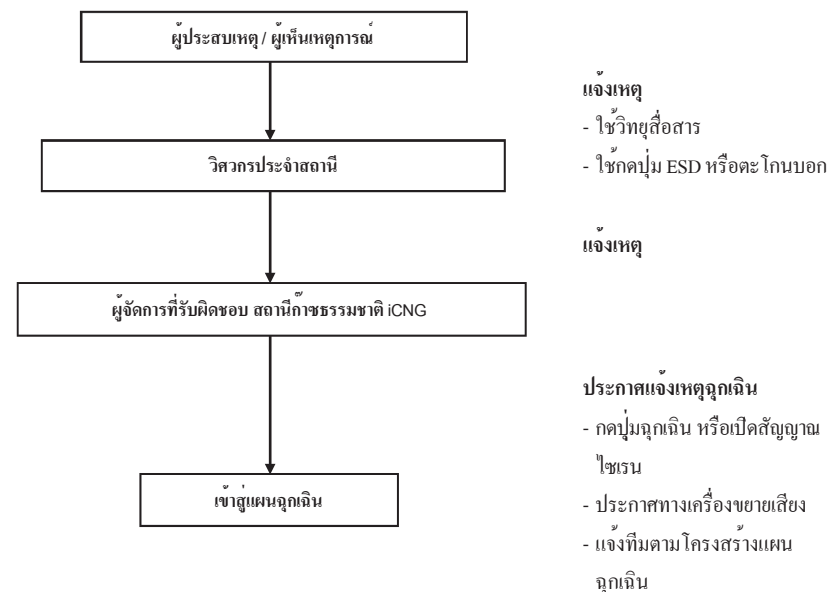 ผู้ประสบเหตุ / ผู้เห็นเหตุการณ์
แจ้งเหตุ
- ใช้วิทยุสื่อสาร
- ใช้กดปุ่ม ESD หรือตะโกนบอก
วิศวกรประจำสถานี
แจ้งเหตุ
ผู้จัดการที่รับผิดชอบ สถานีก๊าซธรรมชาติ iCNG
ประกาศแจ้งเหตุฉุกเฉิน
- กดปุ่มฉุกเฉิน หรือเปิดสัญญาณ
ไซเรน
- ประกาศทางเครื่องขยายเสียง
- แจ้งทีมตามโครงสร้างแผน
ฉุกเฉิน
เข้าสู่แผนฉุกเฉิน